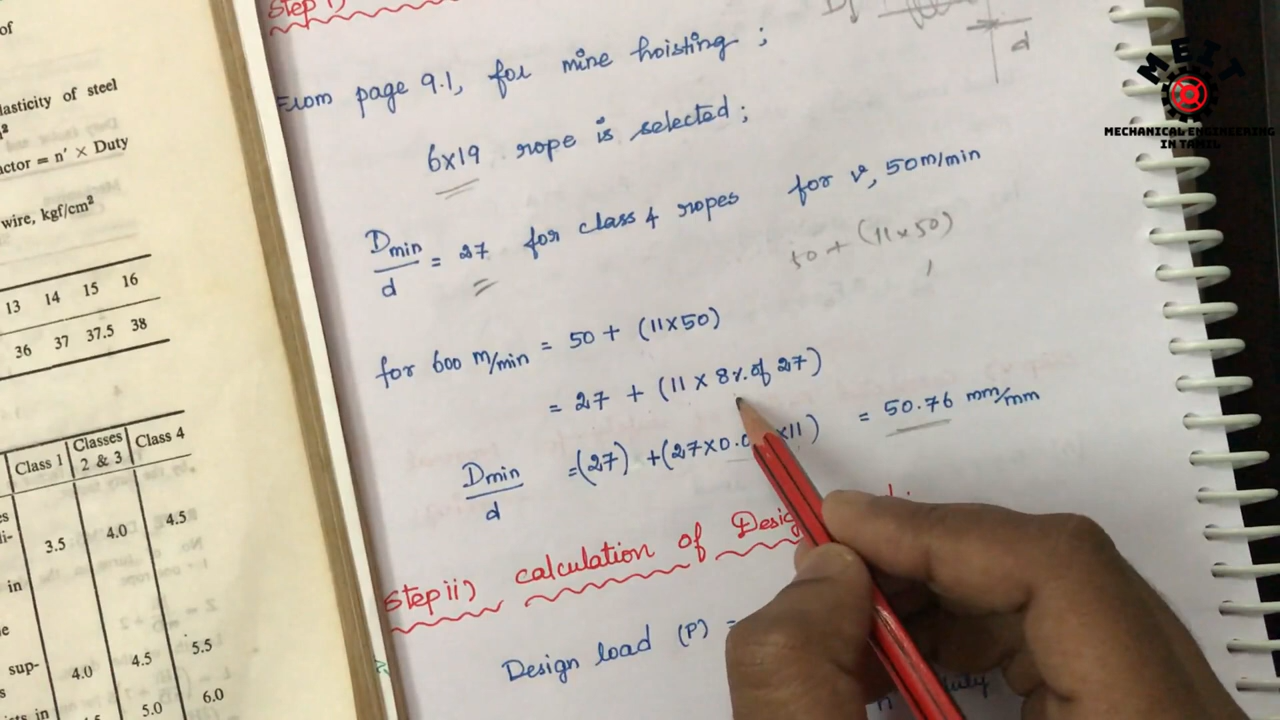 of
lasticity of steel
actor = n' × Duty
wire, kgf/cm²
13 14 15 16
36 37 37.5 38
Class 1 Classes 2 & 3 Class 4
3.5 4.0 4.5
in
sup-
4.0 4.5 5.5
5.0 6.0
Step i)
D
d
From page 9.1, for mine hoisting ;
6x19 rope is selected ;
Dmin/d = 27 for class 4 ropes for v, 50m/min
50 + (11x50)
for 600 m/min = 50 + (11x50)
= 27 + (11 x 8% of 27)
Dmin/d = (27) + (27x0.0 x11) = 50.76 mm/mm
Step ii) calculation of Desig
Design load (P) =
MEIT
MECHANICAL ENGINEERING
IN TAMIL